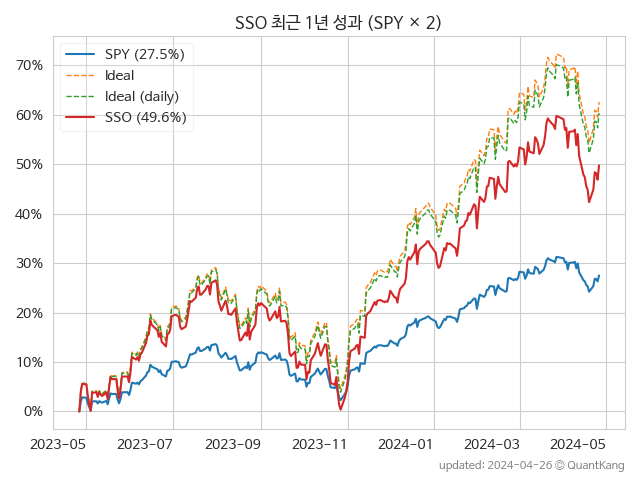 SSO 최근 1년 성과 (SPY × 2)
SPY (27.5%)
Ideal
Ideal (daily)
SSO (49.6%)
70%
60%
50%
40%
30%
20%
10%
0%
2023-05 2023-07 2023-09 2023-11 2024-01 2024-03 2024-05
updated: 2024-04-26 © QuantKang